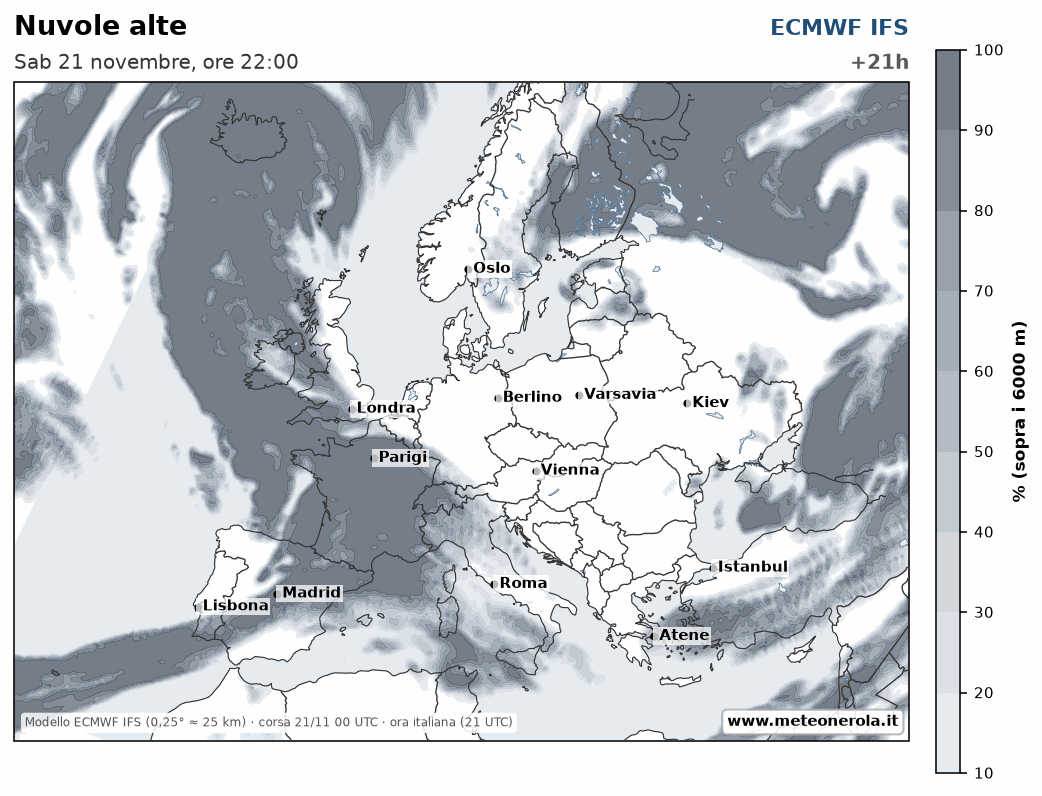 Nuvole alte
ECMWF IFS
Sab 21 novembre, ore 22:00
+21h
100
90
80
70
60
50
40
30
20
10
% (sopra i 6000 m)
Oslo
Londra
Berlino
Varsavia
Kiev
Parigi
Vienna
Istanbul
Roma
Madrid
Lisbona
Atene
Modello ECMWF IFS (0,25° ≈ 25 km) · corsa 21/11 00 UTC · ora italiana (21 UTC)
www.meteonerola.it